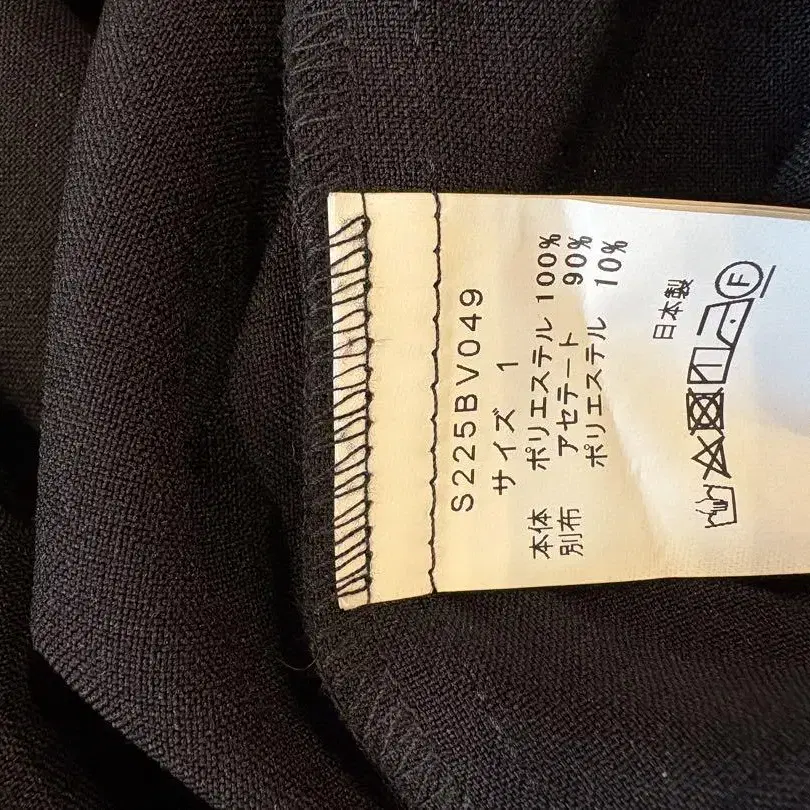 S225BV049
サイズ 1
本体 ポリエステル 100%
別布 アセテート 90%
ポリエステル 10%
日本製
F